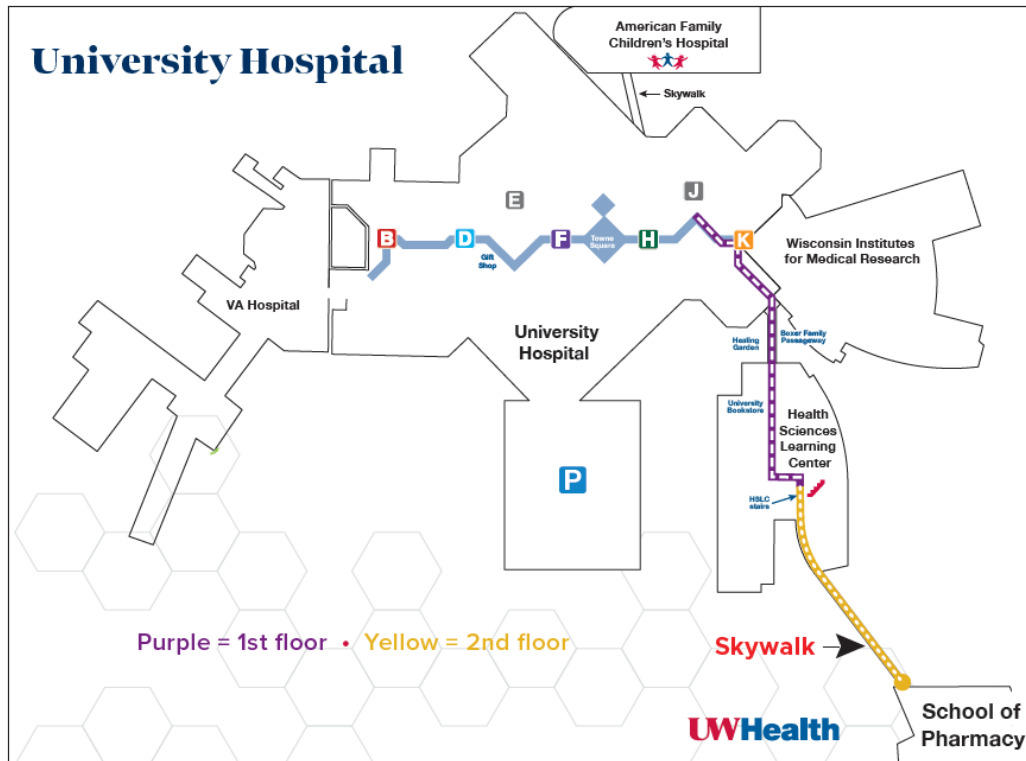 University Hospital
American Family
Children's Hospital
Skywalk
E
J
B
D
F
Towne
Square
H
K
Gift
Shop
Wisconsin Institutes
for Medical Research
VA Hospital
University
Hospital
Healing
Garden
Boxer Family
Passageway
University
Bookstore
Health
Sciences
Learning
Center
P
HSLC
stairs
Purple = 1st floor • Yellow = 2nd floor
Skywalk
UWHealth
School of
Pharmacy